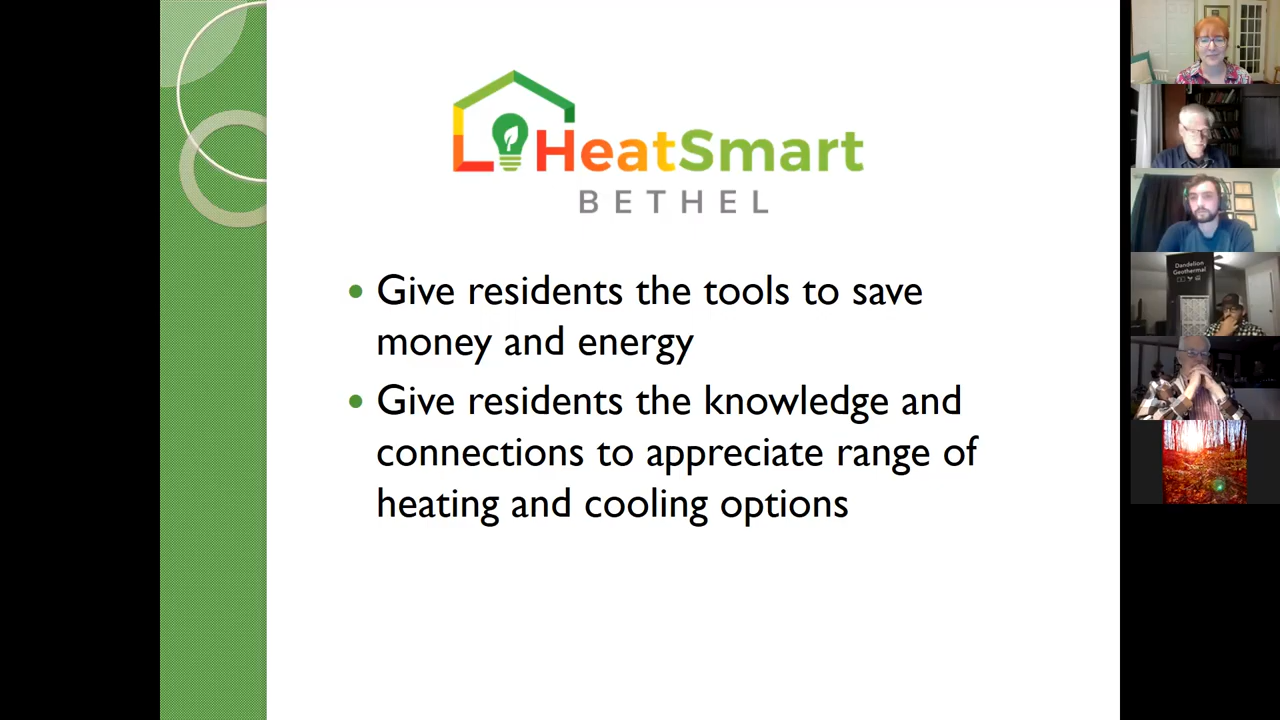 HeatSmart
BETHEL
• Give residents the tools to save
money and energy
• Give residents the knowledge and
connections to appreciate range of
heating and cooling options
Dandelion
Geothermal